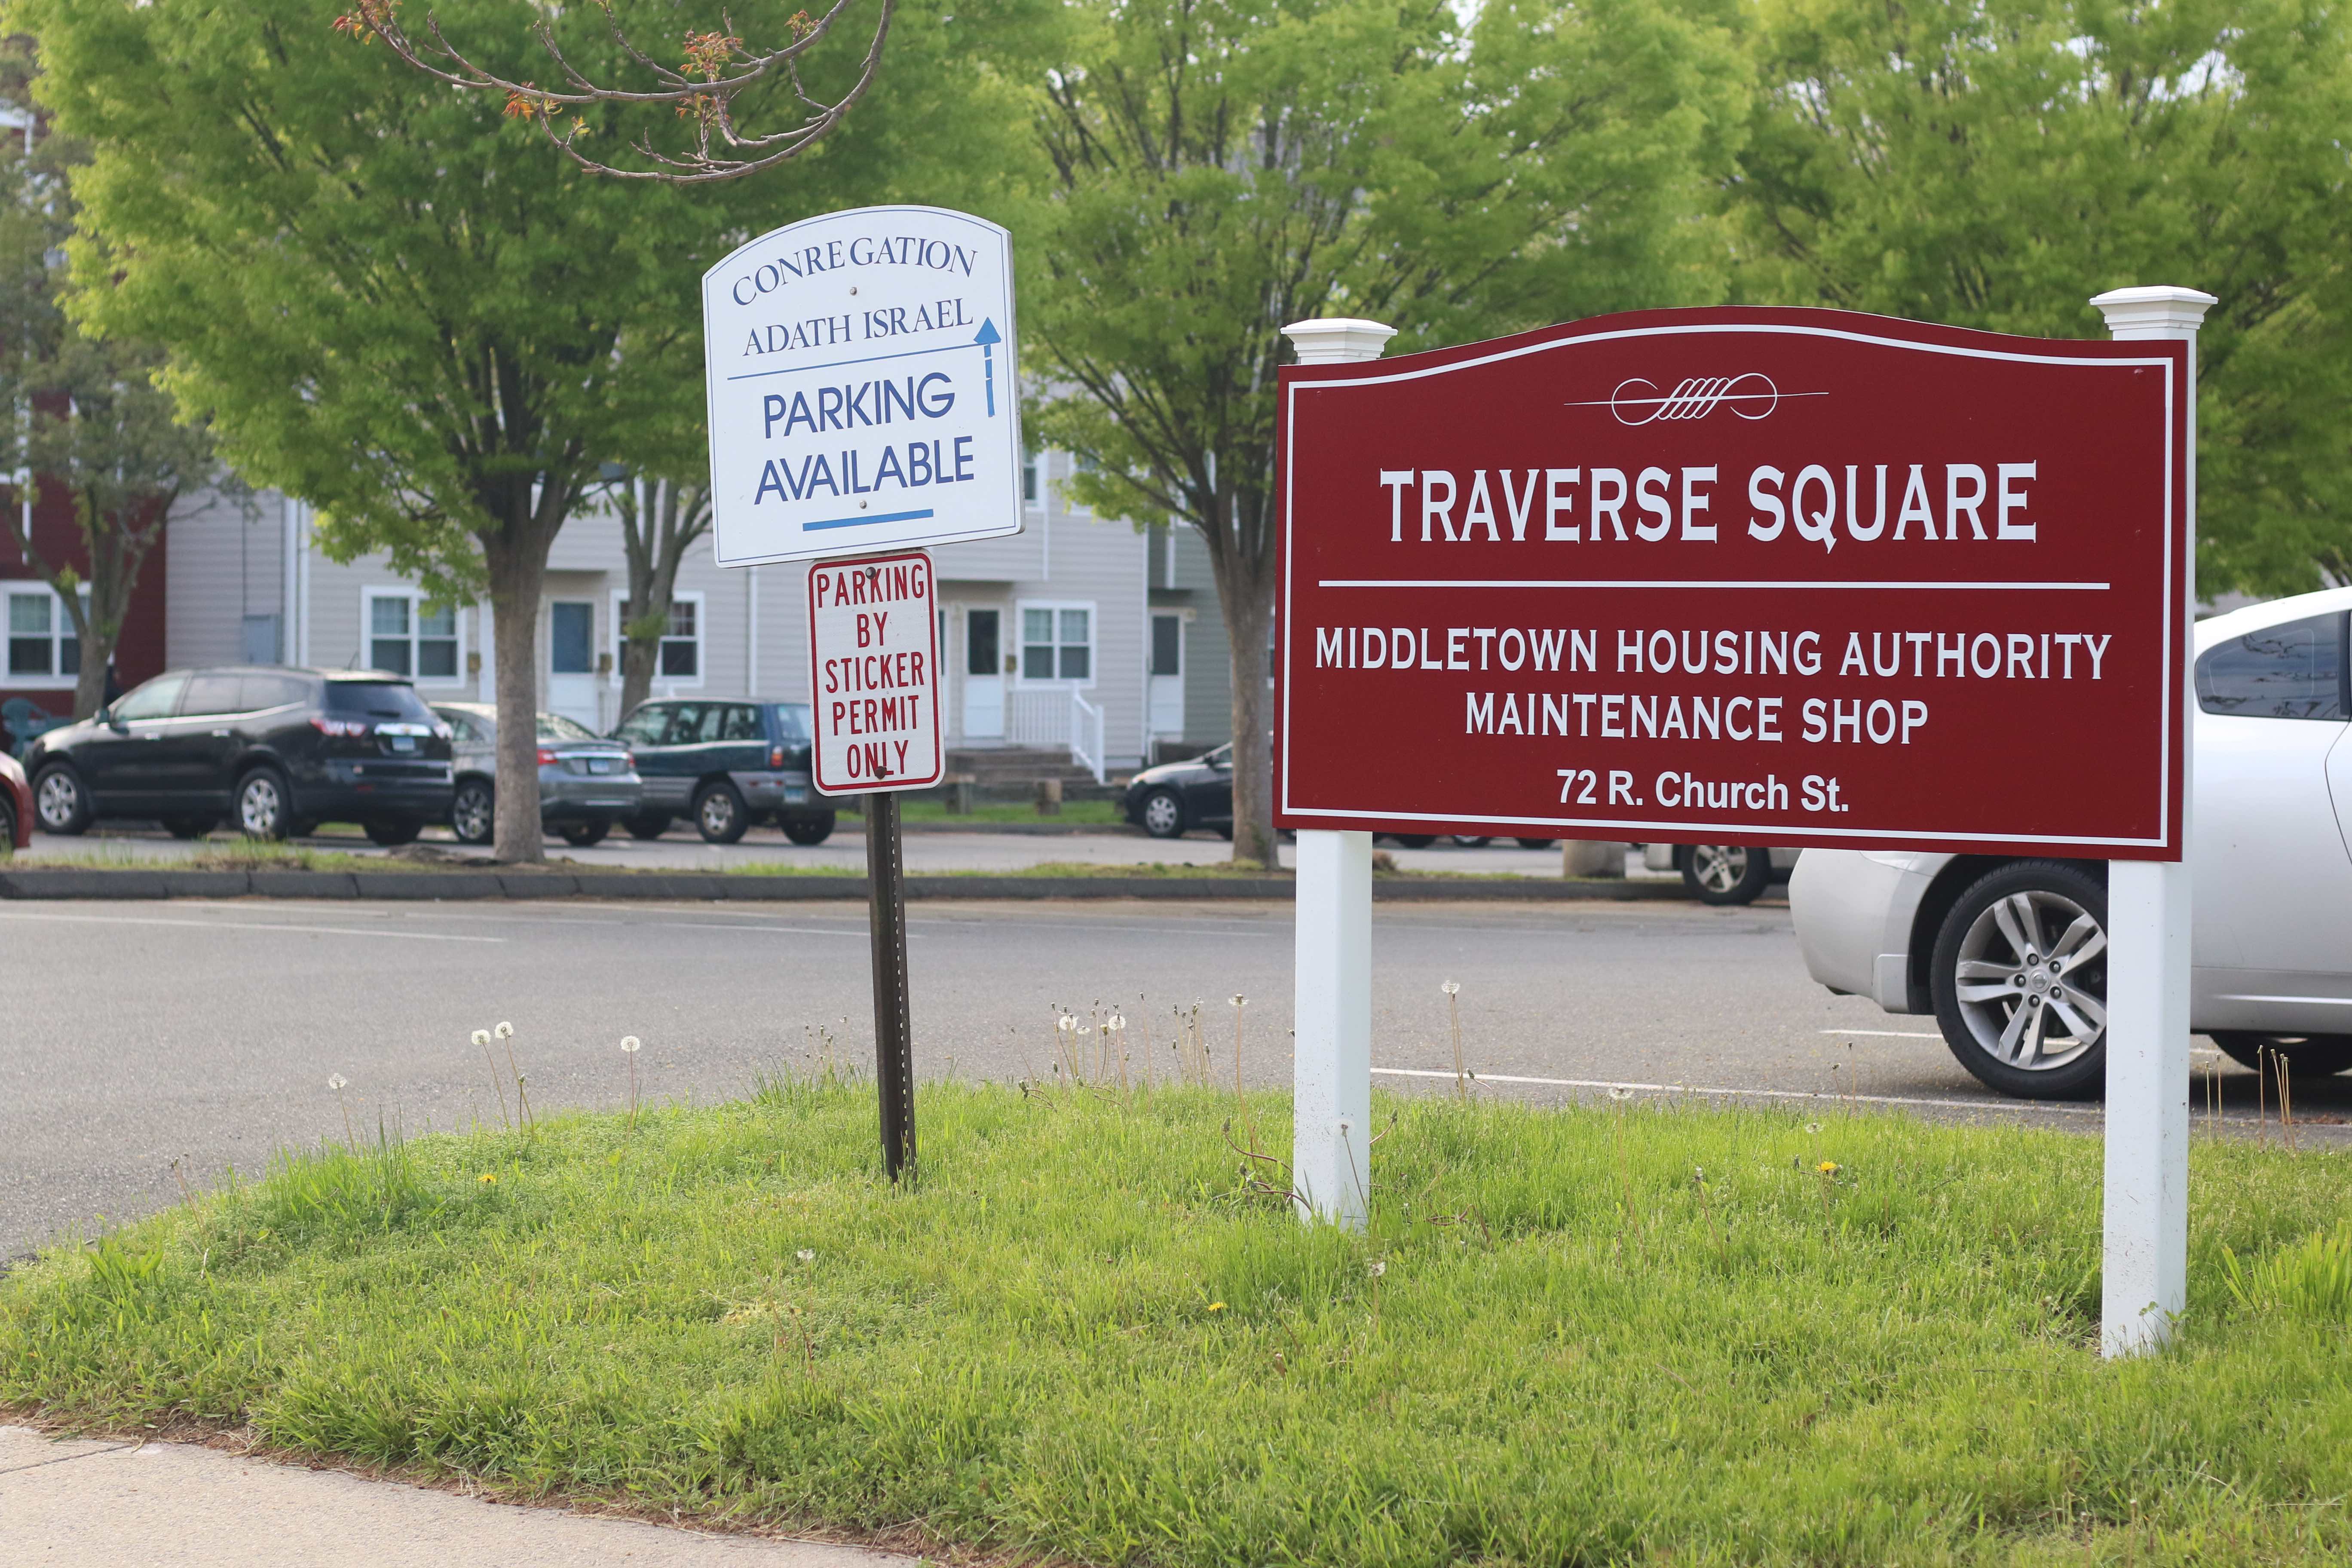 CONREGATION
ADATH ISRAEL
PARKING
AVAILABLE
PARKING
BY
STICKER
PERMIT
ONLY
TRAVERSE SQUARE
MIDDLETOWN HOUSING AUTHORITY
MAINTENANCE SHOP
72 R. Church St.